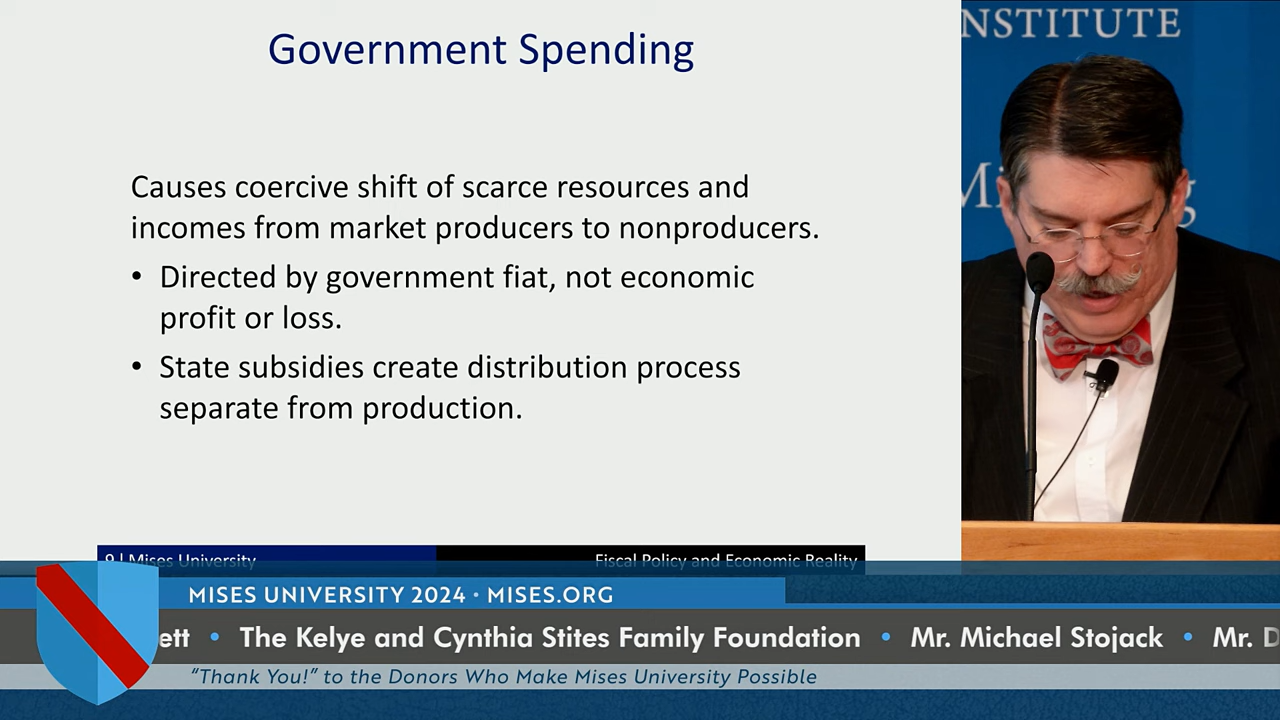 Government Spending
Causes coercive shift of scarce resources and
incomes from market producers to nonproducers.
• Directed by government fiat, not economic
profit or loss.
• State subsidies create distribution process
separate from production.
9 | Mises University
Fiscal Policy and Economic Reality
NSTITUTE
MISES UNIVERSITY 2024 • MISES.ORG
ett • The Kelye and Cynthia Stites Family Foundation • Mr. Michael Stojack • Mr. D
“Thank You!” to the Donors Who Make Mises University Possible